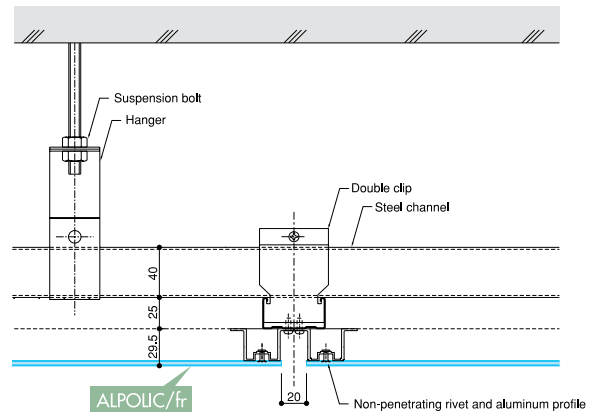 Suspension bolt
Hanger
Double clip
Steel channel
40
25
29.5
ALPOLIC/fr
20
Non-penetrating rivet and aluminum profile